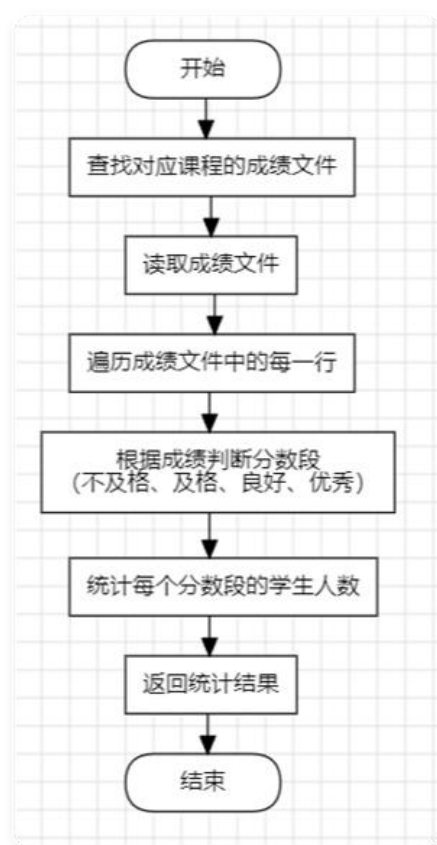 开始
查找对应课程的成绩文件
读取成绩文件
遍历成绩文件中的每一行
根据成绩判断分数段
（不及格、及格、良好、优秀）
统计每个分数段的学生人数
返回统计结果
结束